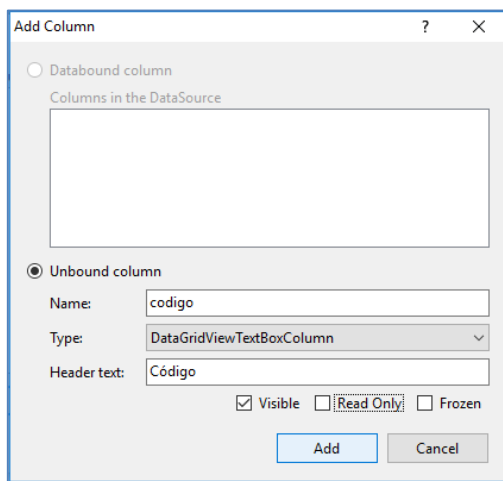 Add Column
Databound column
Columns in the DataSource
Unbound column
Name: codigo
Type: DataGridViewTextBoxColumn
Header text: Código
Visible Read Only Frozen
Add Cancel